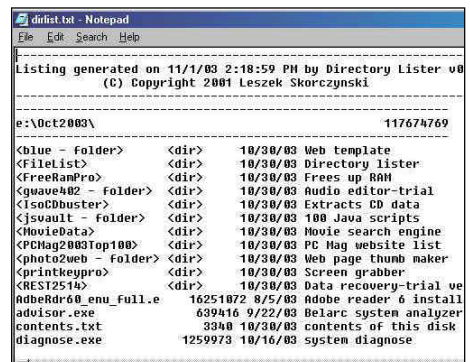 dirlist.txt - Notepad
File Edit Search Help
Listing generated on 11/1/03 2:18:59 PM by Directory Lister v0
(C) Copyright 2001 Leszek Skorczynski
e:\Oct2003\ 117674769
<blue - folder> <dir> 10/30/03 Web template
<FileList> <dir> 10/30/03 Directory lister
<FreeRamPro> <dir> 10/30/03 Frees up RAM
<gwave402 - folder> <dir> 10/30/03 Audio editor-trial
<IsoCDbuster> <dir> 10/30/03 Extracts CD data
<jsvault - folder> <dir> 10/30/03 100 Java scripts
<MovieData> <dir> 10/30/03 Movie search engine
<PCMag2003Top100> <dir> 10/30/03 PC Mag website list
<photo2web - folder> <dir> 10/30/03 Web page thumb maker
<printkeypro> <dir> 10/30/03 Screen grabber
<REST2514> <dir> 10/30/03 Data recovery-trial ve
AdbeRdr60_enu_full.e 16251072 8/5/03 Adobe reader 6 install
advisor.exe 639416 9/22/03 Belarc system analyzer
contents.txt 3340 10/30/03 contents of this disk
diagnose.exe 1259973 10/16/03 system diagnose